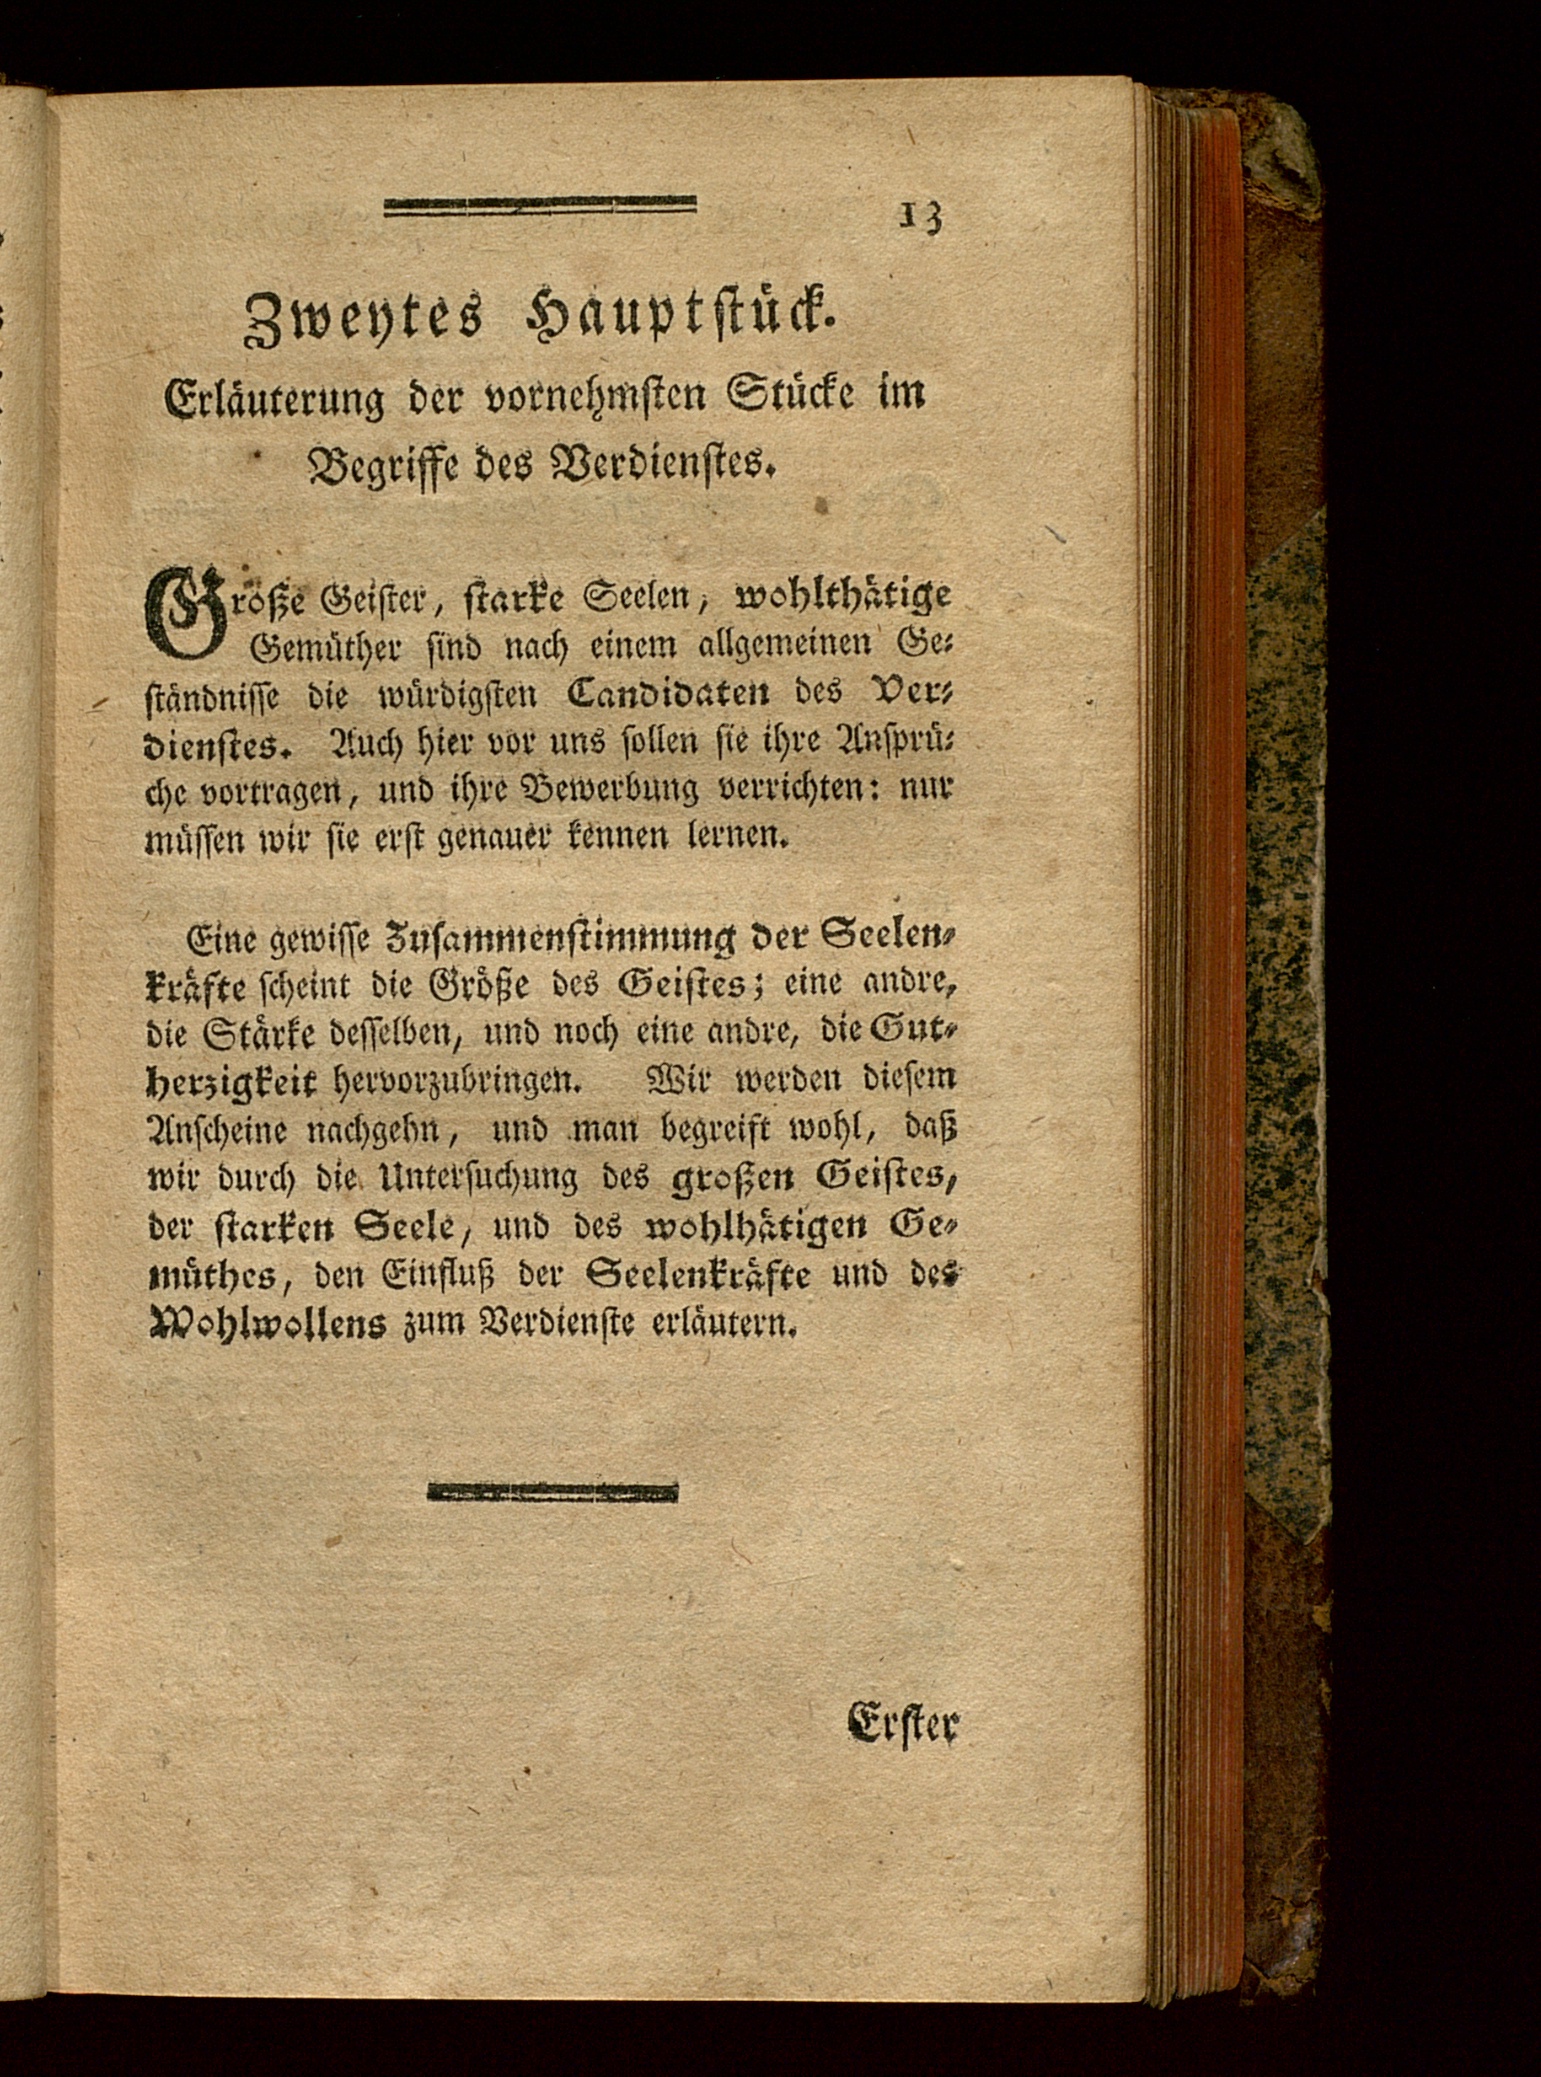 13
Zweytes Hauptstück.
Erläuterung der vornehmsten Stücke im
Begriffe des Verdienstes.
Große Geister, starke Seelen, wohlthätige
Gemüther sind nach einem allgemeinen Ge-
ständnisse die würdigsten Candidaten des Ver-
dienstes. Auch hier vor uns sollen sie ihre Ansprü-
che vortragen, und ihre Bewerbung verrichten: nur
müssen wir sie erst genauer kennen lernen.
Eine gewisse Zusammenstimmung der Seelen-
kräfte scheint die Größe des Geistes; eine andre,
die Stärke desselben, und noch eine andre, die Gut-
herzigkeit hervorzubringen. Wir werden diesem
Anscheine nachgehn, und man begreift wohl, daß
wir durch die Untersuchung des großen Geistes,
der starken Seele, und des wohlhätigen Ge-
müthes, den Einfluß der Seelenkräfte und des
Wohlwollens zum Verdienste erläutern.
Erster